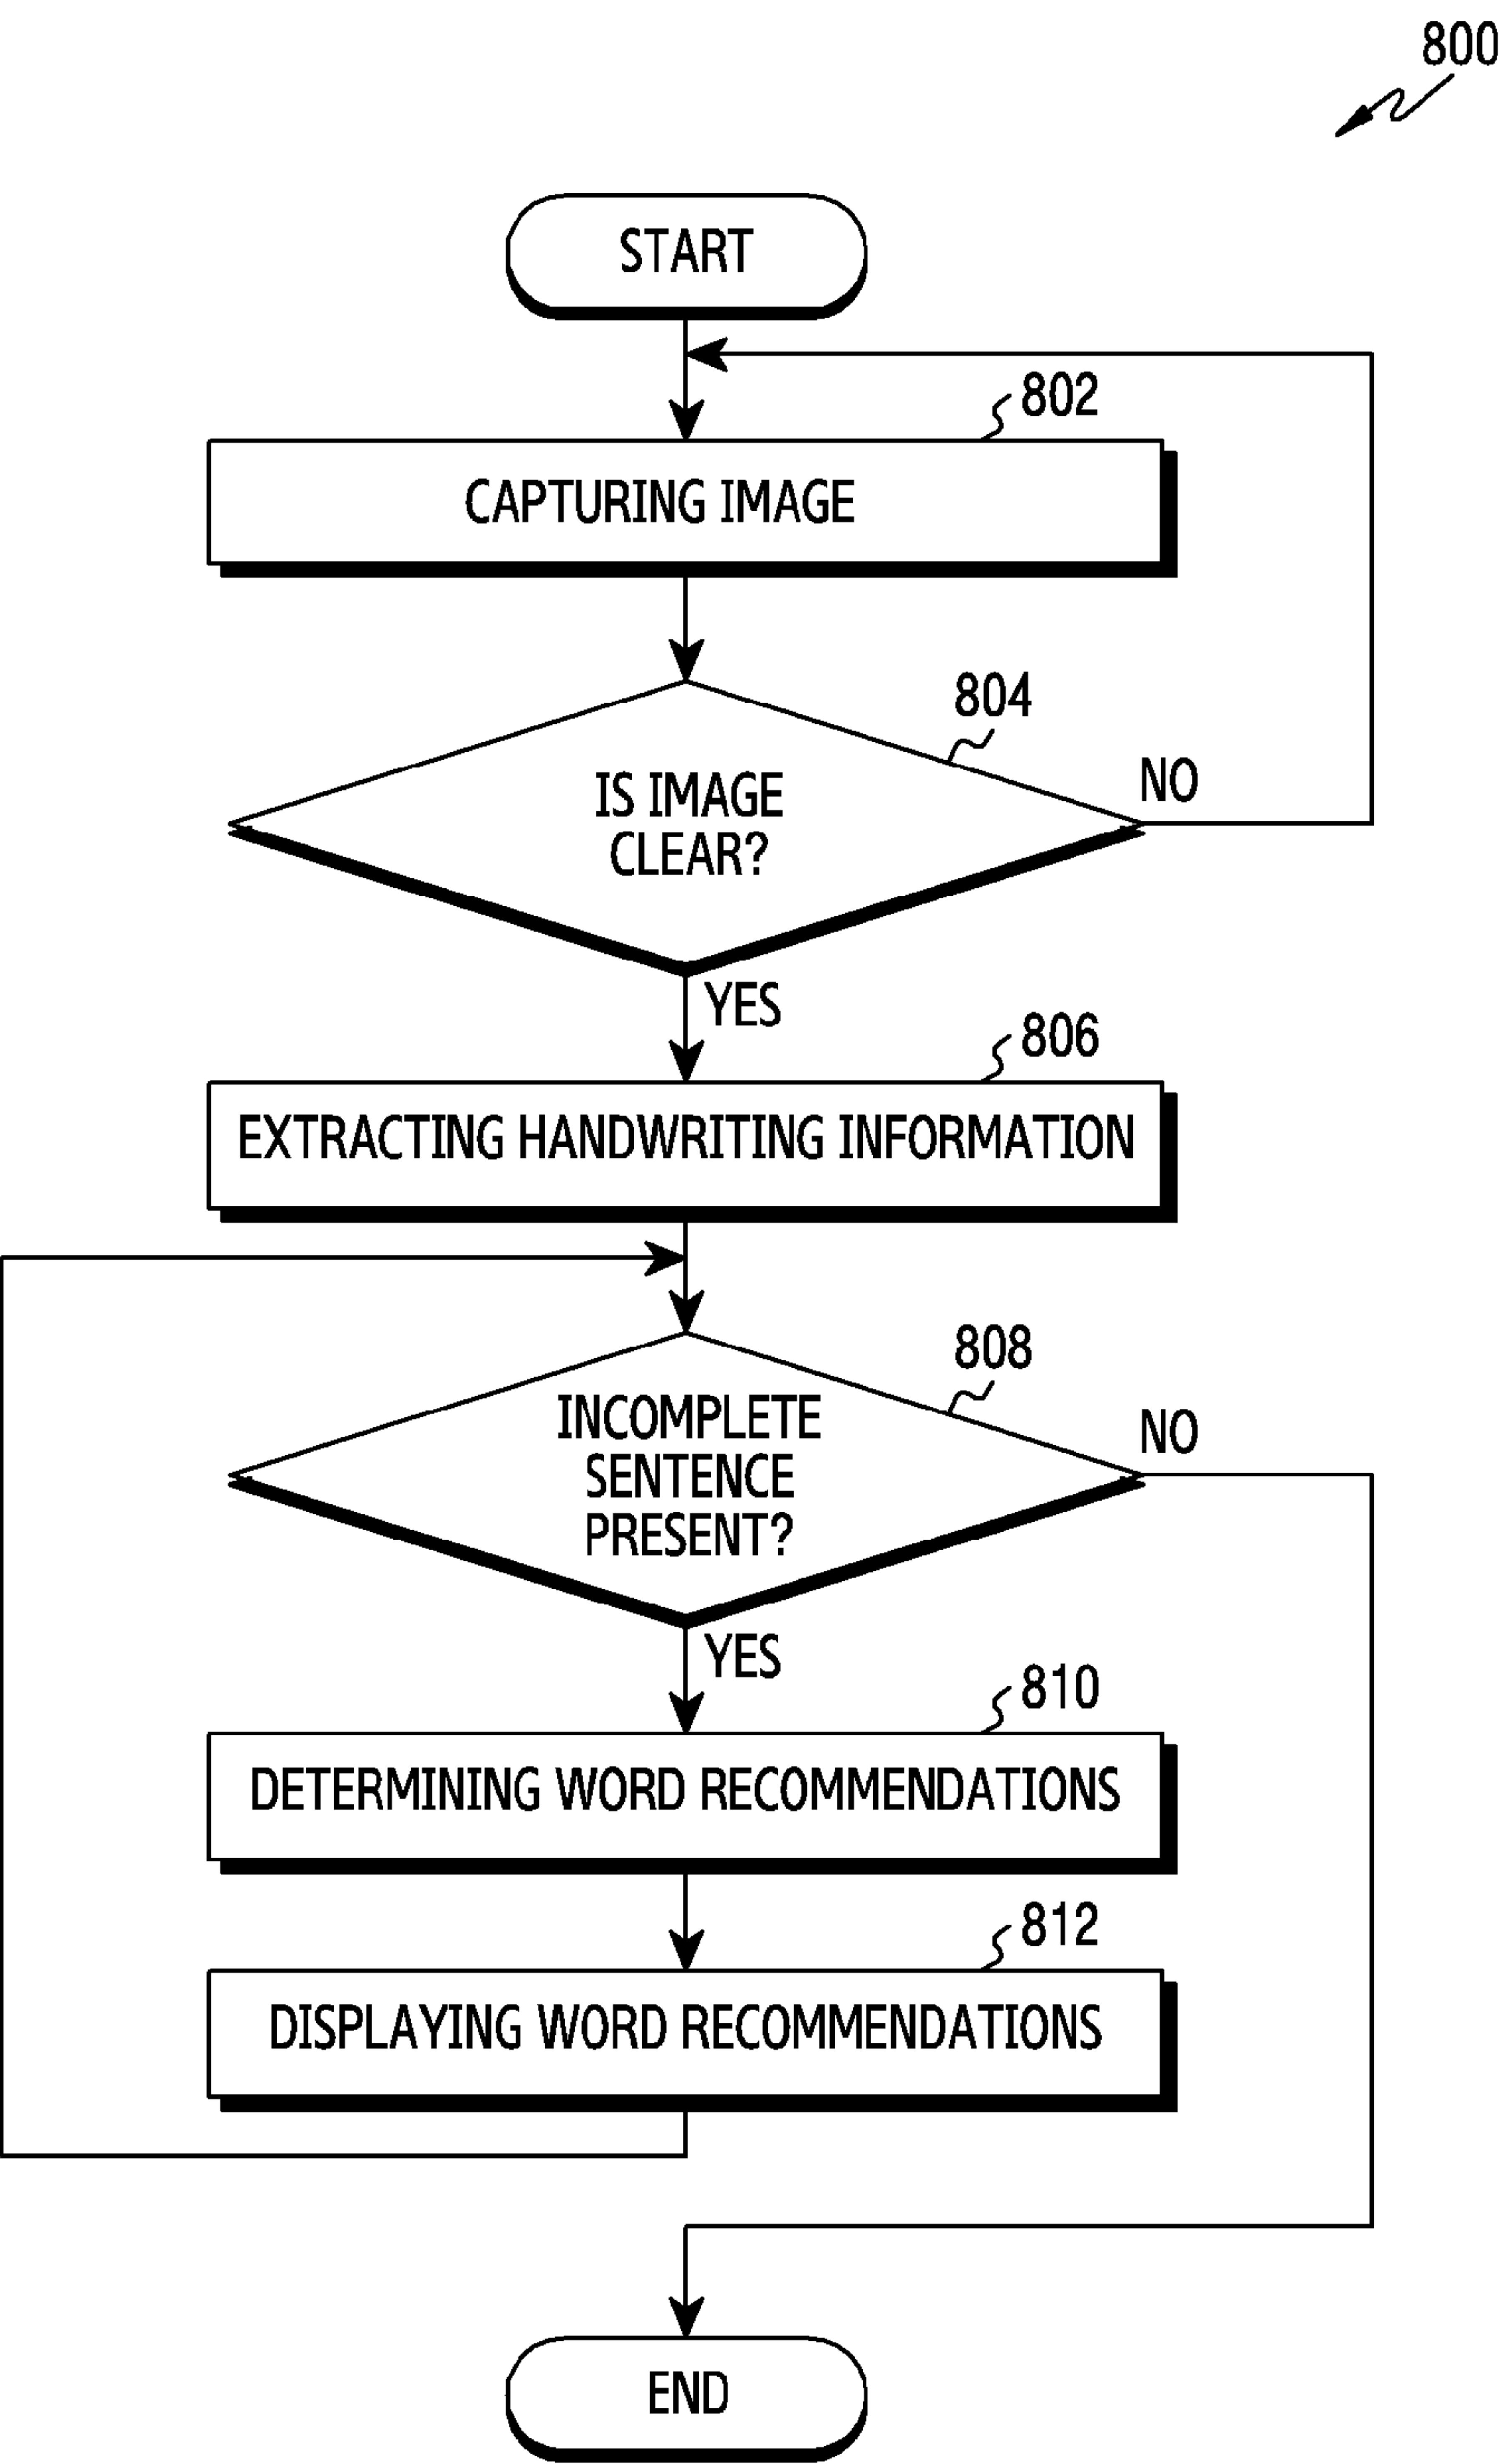 800
START
802
CAPTURING IMAGE
804
IS IMAGE
CLEAR?
NO
YES
806
EXTRACTING HANDWRITING INFORMATION
808
INCOMPLETE
SENTENCE
PRESENT?
NO
YES
810
DETERMINING WORD RECOMMENDATIONS
812
DISPLAYING WORD RECOMMENDATIONS
END